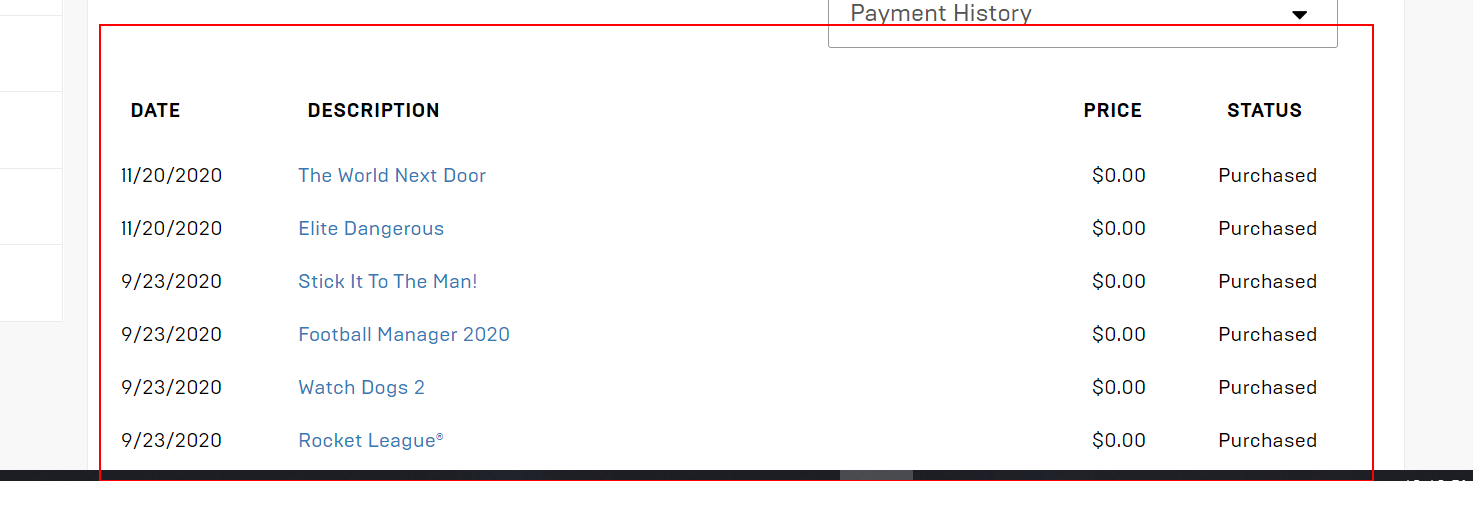 Payment History
DATE DESCRIPTION PRICE STATUS
11/20/2020 The World Next Door $0.00 Purchased
11/20/2020 Elite Dangerous $0.00 Purchased
9/23/2020 Stick It To The Man! $0.00 Purchased
9/23/2020 Football Manager 2020 $0.00 Purchased
9/23/2020 Watch Dogs 2 $0.00 Purchased
9/23/2020 Rocket League® $0.00 Purchased